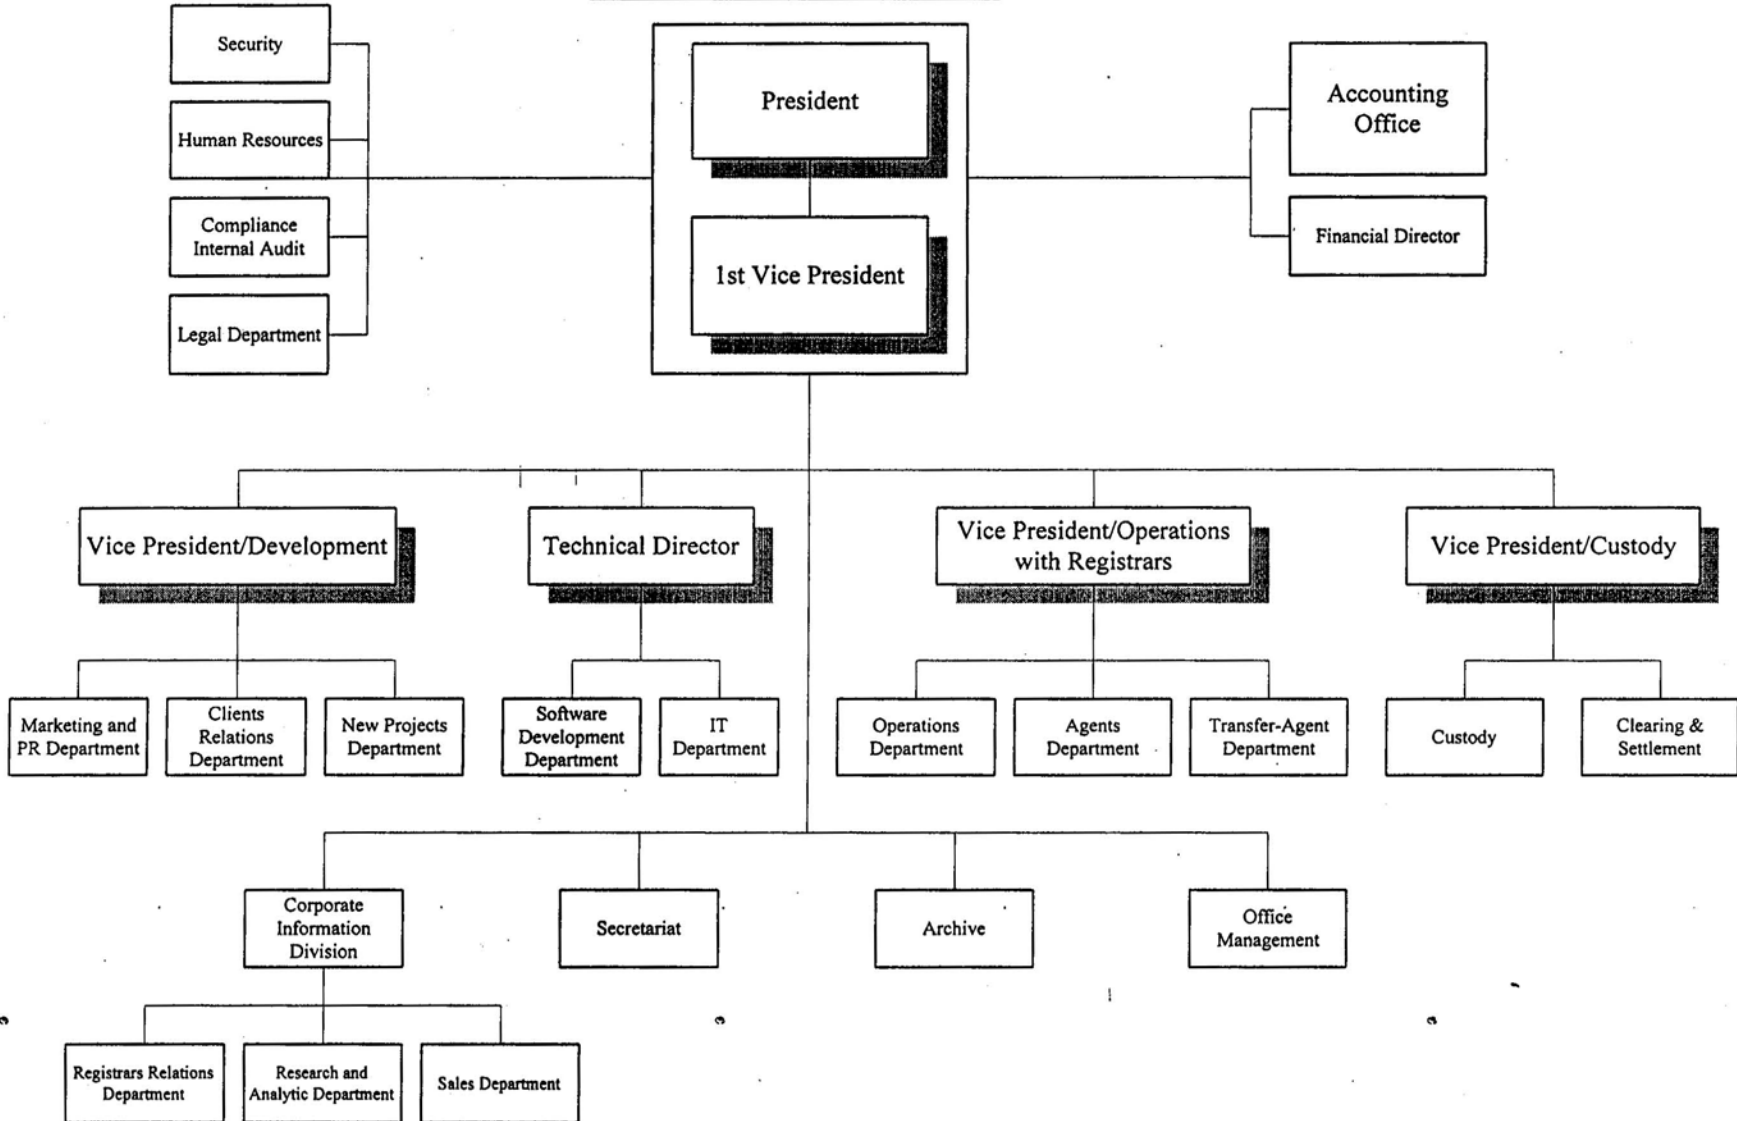 Security
Human Resources
Compliance
Internal Audit
Legal Department
President
1st Vice President
Accounting
Office
Financial Director
Vice President/Development
Technical Director
Vice President/Operations
with Registrars
Vice President/Custody
Marketing and
PR Department
Clients
Relations
Department
New Projects
Department
Software
Development
Department
IT
Department
Operations
Department
Agents
Department
Transfer-Agent
Department
Custody
Clearing &
Settlement
Corporate
Information
Division
Secretariat
Archive
Office
Management
Registrars Relations
Department
Research and
Analytic Department
Sales Department